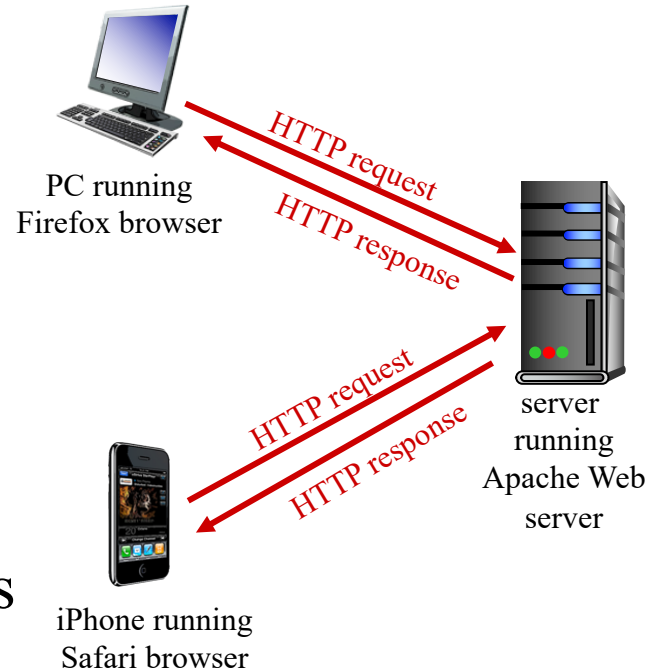 HTTP request
PC running
Firefox browser
HTTP response
HTTP request
server
running
Apache Web
server
HTTP response
s
iPhone running
Safari browser